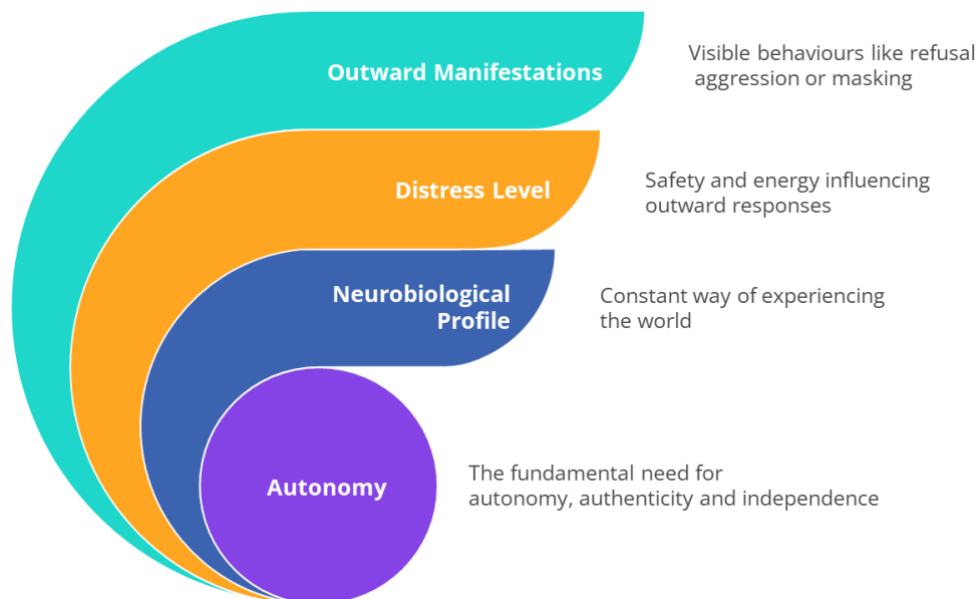 Outward Manifestations
Visible behaviours like refusal
aggression or masking
Distress Level
Safety and energy influencing
outward responses
Neurobiological
Profile
Constant way of experiencing
the world
Autonomy
The fundamental need for
autonomy, authenticity and independence